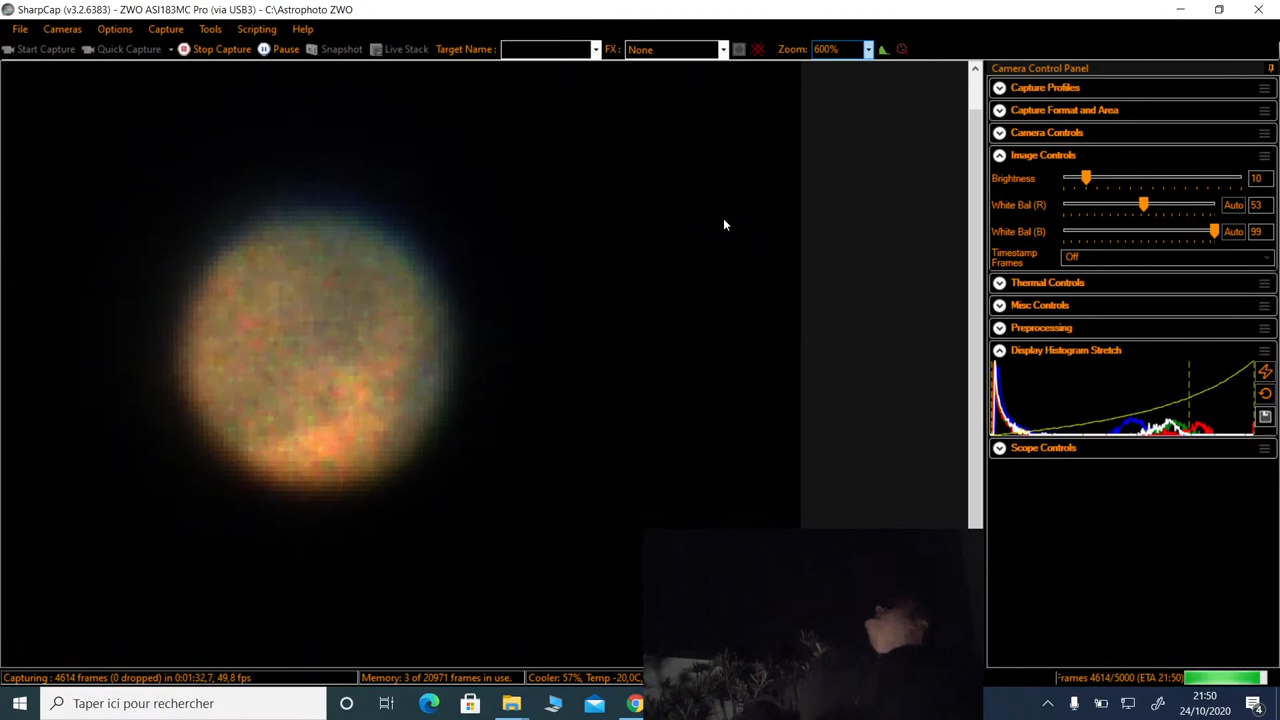 SharpCap (v3.2.6383) - ZWO ASI183MC Pro (via USB3) - C:\Astrophoto ZWO
File Cameras Options Capture Tools Scripting Help
Start Capture Quick Capture Stop Capture Pause Snapshot Live Stack Target Name : FX : None Zoom: 600%
Camera Control Panel
Capture Profiles
Capture Format and Area
Camera Controls
Image Controls
Brightness 10
White Bal (R) Auto 53
White Bal (B) Auto 99
Timestamp
Frames
Off
Thermal Controls
Misc Controls
Preprocessing
Display Histogram Stretch
Scope Controls
Capturing : 4614 frames (0 dropped) in 0:01:32,7, 49,8 fps Memory: 3 of 20971 frames in use. Cooler: 57%, Temp -20,0C, Frames 4614/5000 (ETA 21:50)
Taper ici pour rechercher
21:50
24/10/2020
4